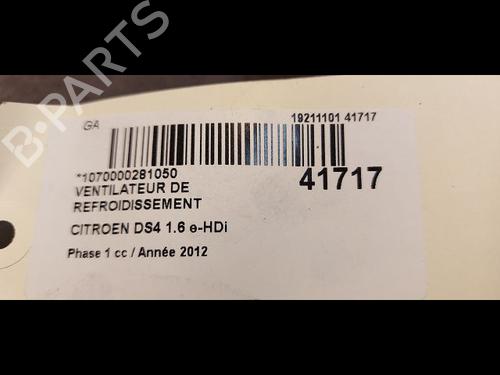 B-PARTS
GA
19211101 41717
*1070000281050
41717
VENTILATEUR DE
REFROIDISSEMENT
CITROEN DS4 1.6 e-HDi
Phase 1 cc / Année 2012